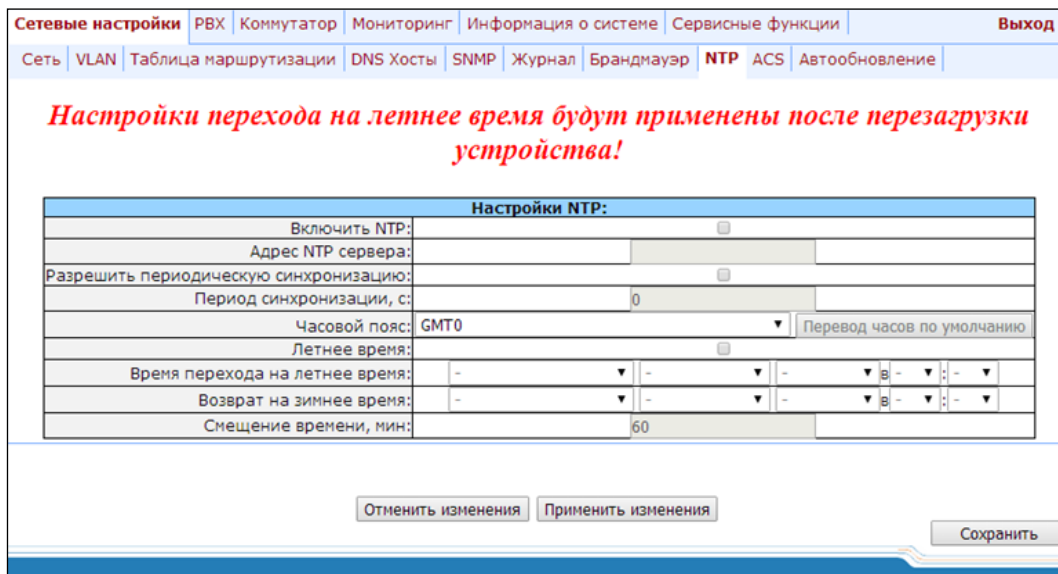 Сетевые настройки PBX Коммутатор Мониторинг Информация о системе Сервисные функции Выход
Сеть VLAN Таблица маршрутизации DNS Хосты SNMP Журнал Брандмауэр NTP ACS Автообновление
Настройки перехода на летнее время будут применены после перезагрузки
устройства!
Настройки NTP:
Включить NTP:
Адрес NTP сервера:
Разрешить периодическую синхронизацию:
Период синхронизации, с: 0
Часовой пояс: GMT0 Перевод часов по умолчанию
Летнее время:
Время перехода на летнее время: - - - в - : -
Возврат на зимнее время: - - - в - : -
Смещение времени, мин: 60
Отменить изменения Применить изменения
Сохранить